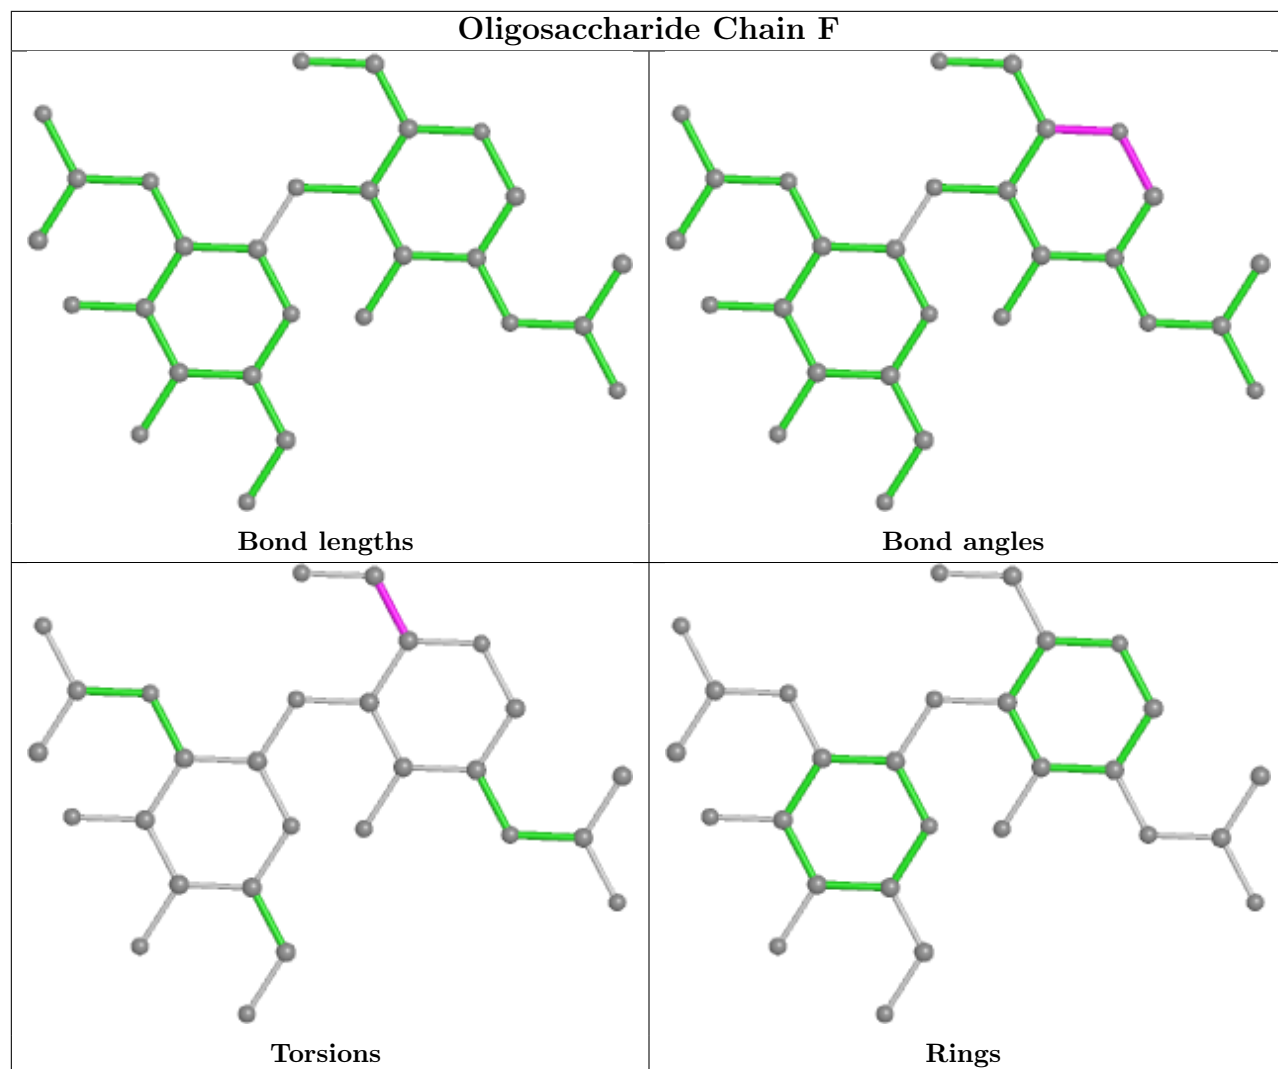 Oligosaccharide Chain F
Bond lengths
Bond angles
Torsions
Rings